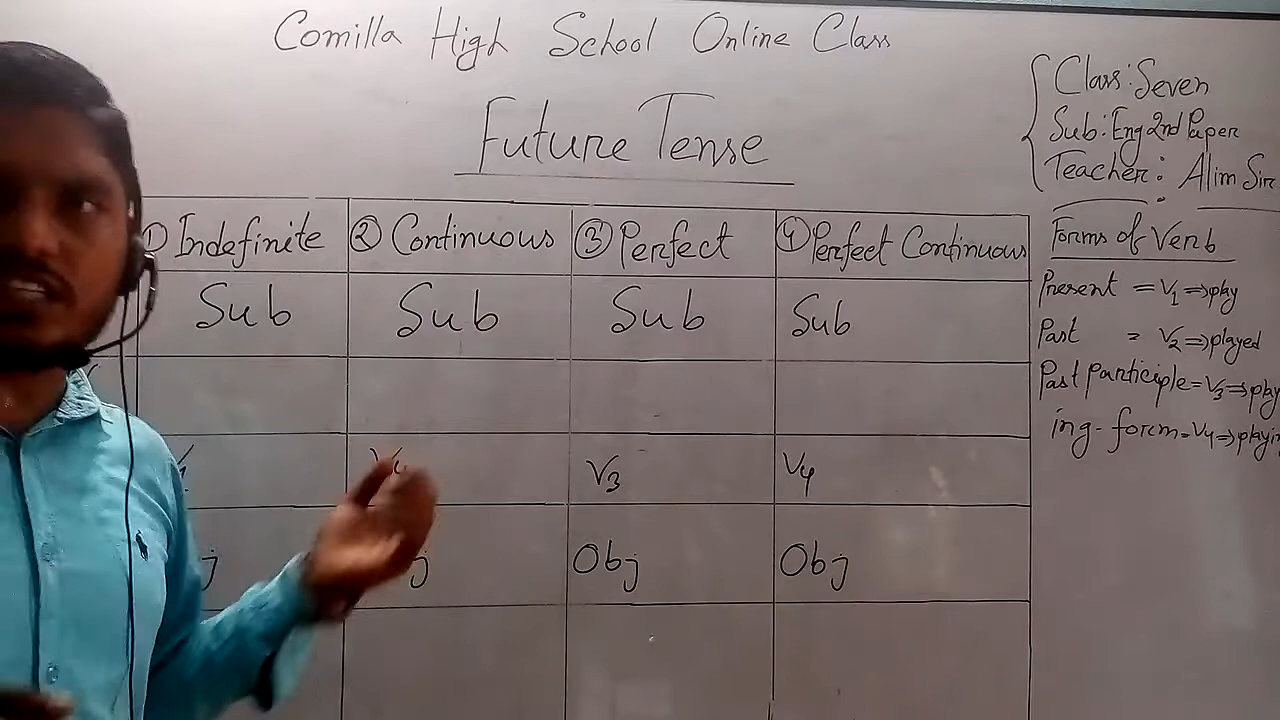 Comilla High School Online Class
Future Tense
Class: Seven
Sub: Eng 2nd Paper
Teacher: Alim Sir
① Indefinite ② Continuous ③ Perfect ④ Perfect Continuous
Sub Sub Sub Sub
V3 V4
j j Obj Obj
Forms of Verb
Present = V1 ⇒ play
Past = V2 ⇒ played
Past participle = V3 ⇒ play
ing-form = V4 ⇒ playin